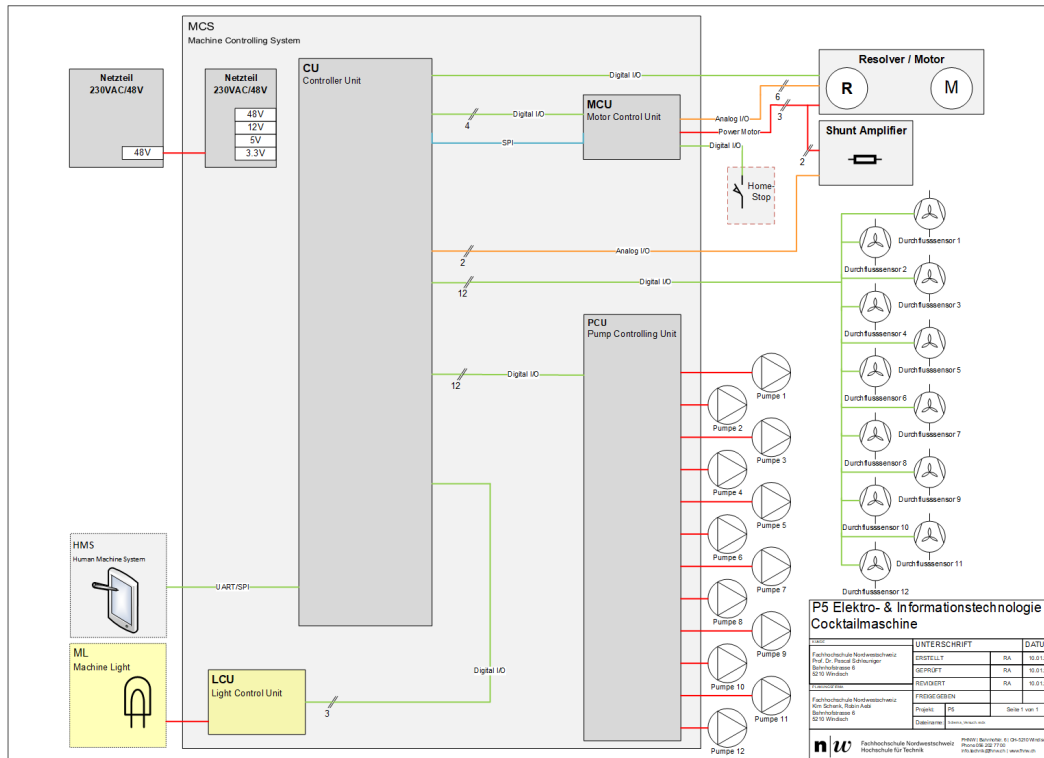 MCS
Machine Controlling System
Netzteil
230VAC/48V
48V
Netzteil
230VAC/48V
48V
12V
5V
3.3V
CU
Controller Unit
Digital I/O
4
Digital I/O
SPI
MCU
Motor Control Unit
6
3
Analog I/O
Power Motor
Digital I/O
Resolver / Motor
R
M
Shunt Amplifier
2
Home-
Stop
2
Analog I/O
12
Digital I/O
Durchflusssensor 1
Durchflusssensor 2
Durchflusssensor 3
Durchflusssensor 4
Durchflusssensor 5
Durchflusssensor 6
Durchflusssensor 7
Durchflusssensor 8
Durchflusssensor 9
Durchflusssensor 10
Durchflusssensor 11
Durchflusssensor 12
PCU
Pump Controlling Unit
12
Digital I/O
Pumpe 1
Pumpe 2
Pumpe 3
Pumpe 4
Pumpe 5
Pumpe 6
Pumpe 7
Pumpe 8
Pumpe 9
Pumpe 10
Pumpe 11
Pumpe 12
HMS
Human Machine System
UART/SPI
ML
Machine Light
LCU
Light Control Unit
3
Digital I/O
P5 Elektro- & Informationstechnologie
Cocktailmaschine
Fachhochschule Nordwestschweiz
Prof. Dr. Pascal Schleuniger
Bahnhofstrasse 6
5210 Windisch
Fachhochschule Nordwestschweiz
Kim Schenk, Robin Aebi
Bahnhofstrasse 6
5210 Windisch
UNTERSCHRIFT
DATU
ERSTELLT
RA
10.01.
GEPRÜFT
RA
10.01.
REVIDIERT
RA
10.01.
FREIGEGEBEN
Projekt:
P5
Seite 1 von 1
Dateiname:
n w
Fachhochschule Nordwestschweiz
Hochschule für Technik